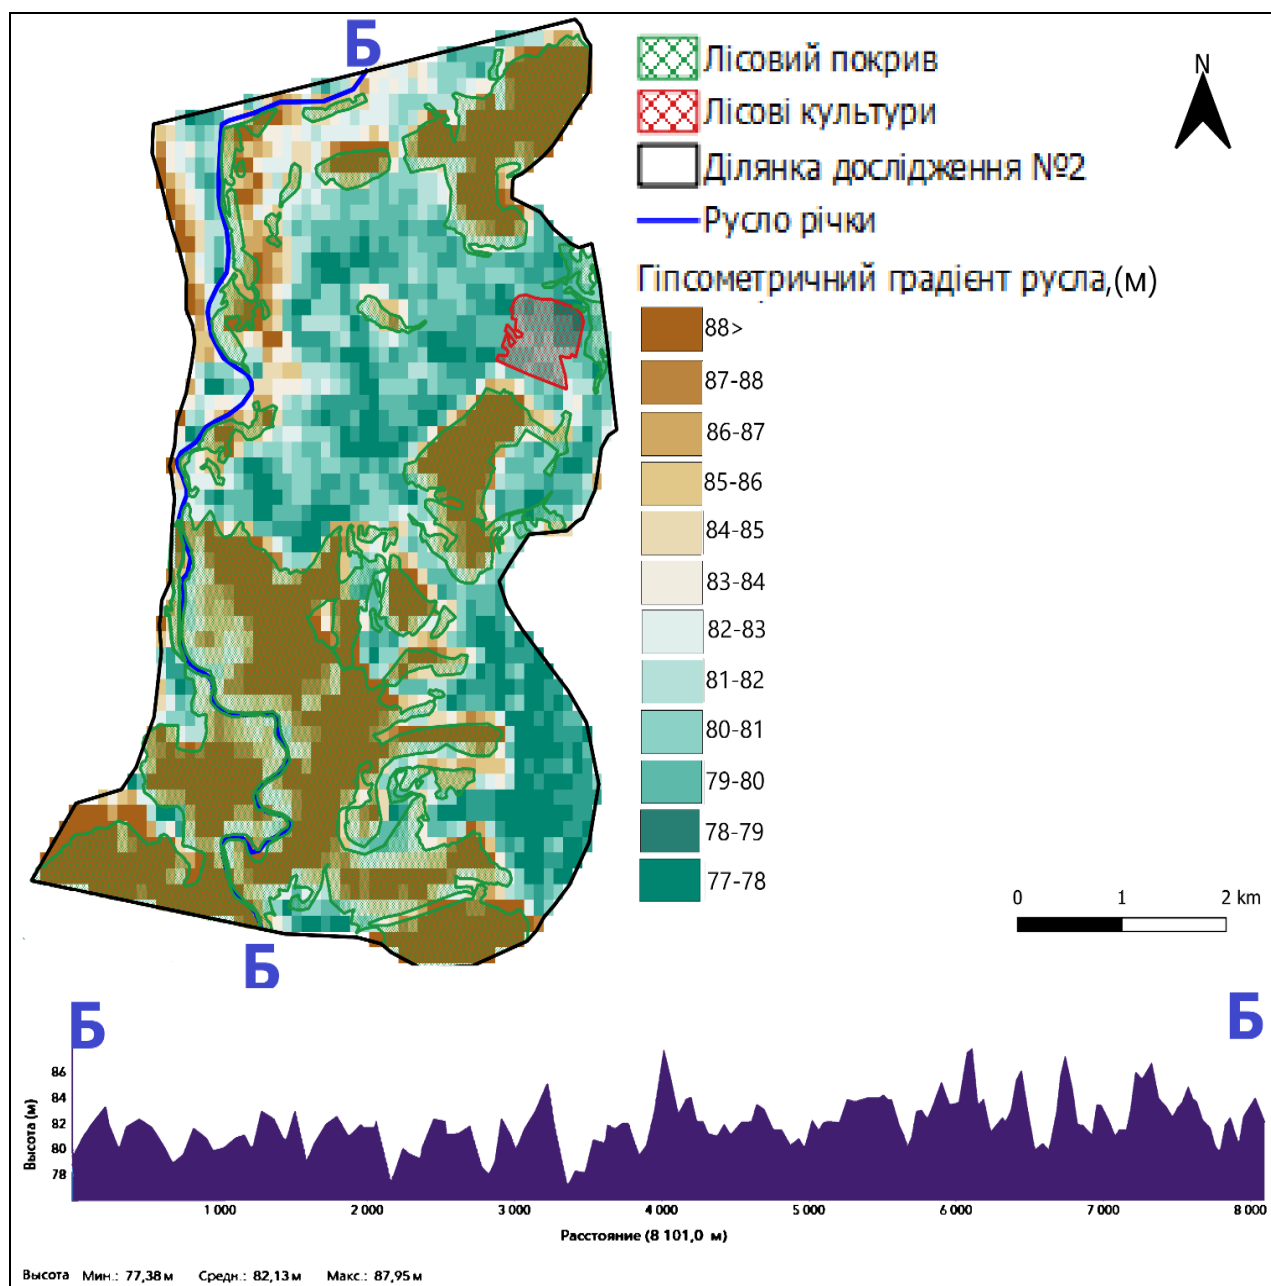 Б
Лісовий покрив
Лісові культури
Ділянка дослідження №2
Русло річки
N
Гіпсометричний градієнт русла,(м)
88>
87-88
86-87
85-86
84-85
83-84
82-83
81-82
80-81
79-80
78-79
77-78
0 1 2 km
Б
Б
Б
Высота (м)
86
84
82
80
78
1 000 2 000 3 000 4 000 5 000 6 000 7 000 8 000
Расстояние (8 101,0 м)
Высота Мин.: 77,38 м Средн.: 82,13 м Макс.: 87,95 м